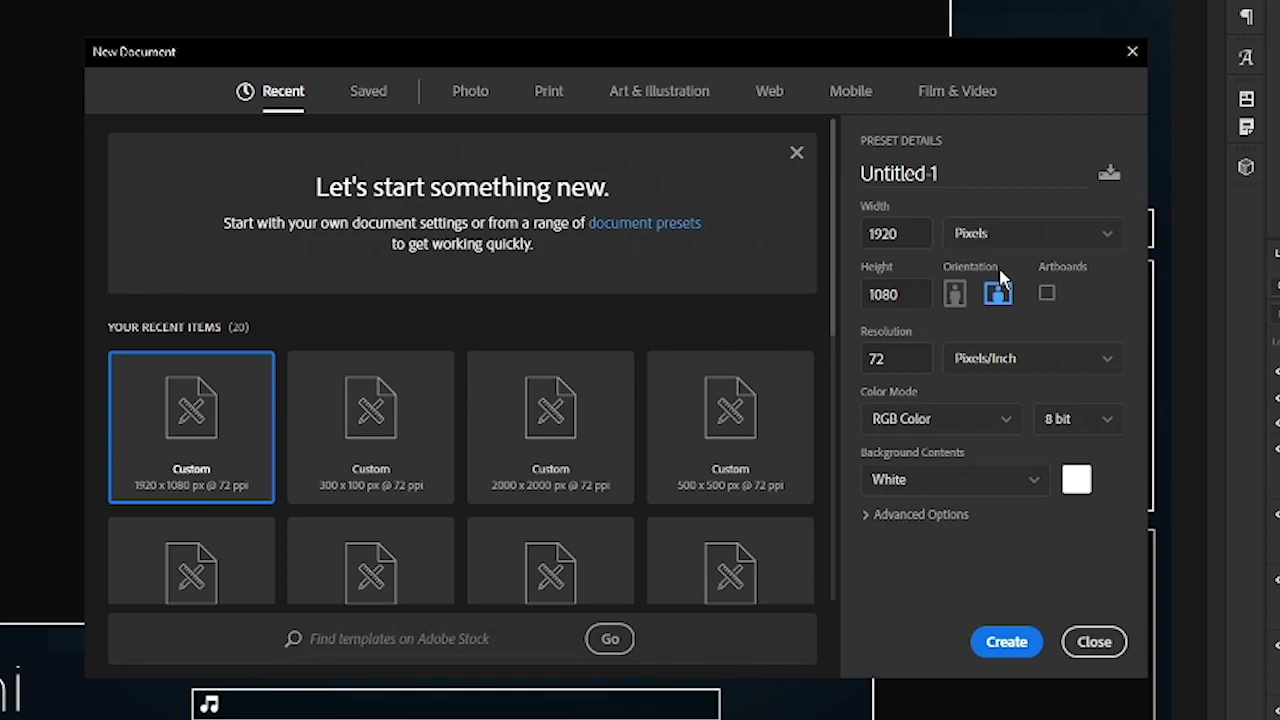 New Document
Recent
Saved
Photo
Print
Art & Illustration
Web
Mobile
Film & Video
Let's start something new.
Start with your own document settings or from a range of document presets
to get working quickly.
YOUR RECENT ITEMS (20)
Custom
1920 x 1080 px @ 72 ppi
Custom
300 x 100 px @ 72 ppi
Custom
2000 x 2000 px @ 72 ppi
Custom
500 x 500 px @ 72 ppi
Find templates on Adobe Stock
Go
PRESET DETAILS
Untitled-1
Width
1920
Pixels
Height
Orientation
Artboards
1080
Resolution
72
Pixels/Inch
Color Mode
RGB Color
8 bit
Background Contents
White
Advanced Options
Create
Close